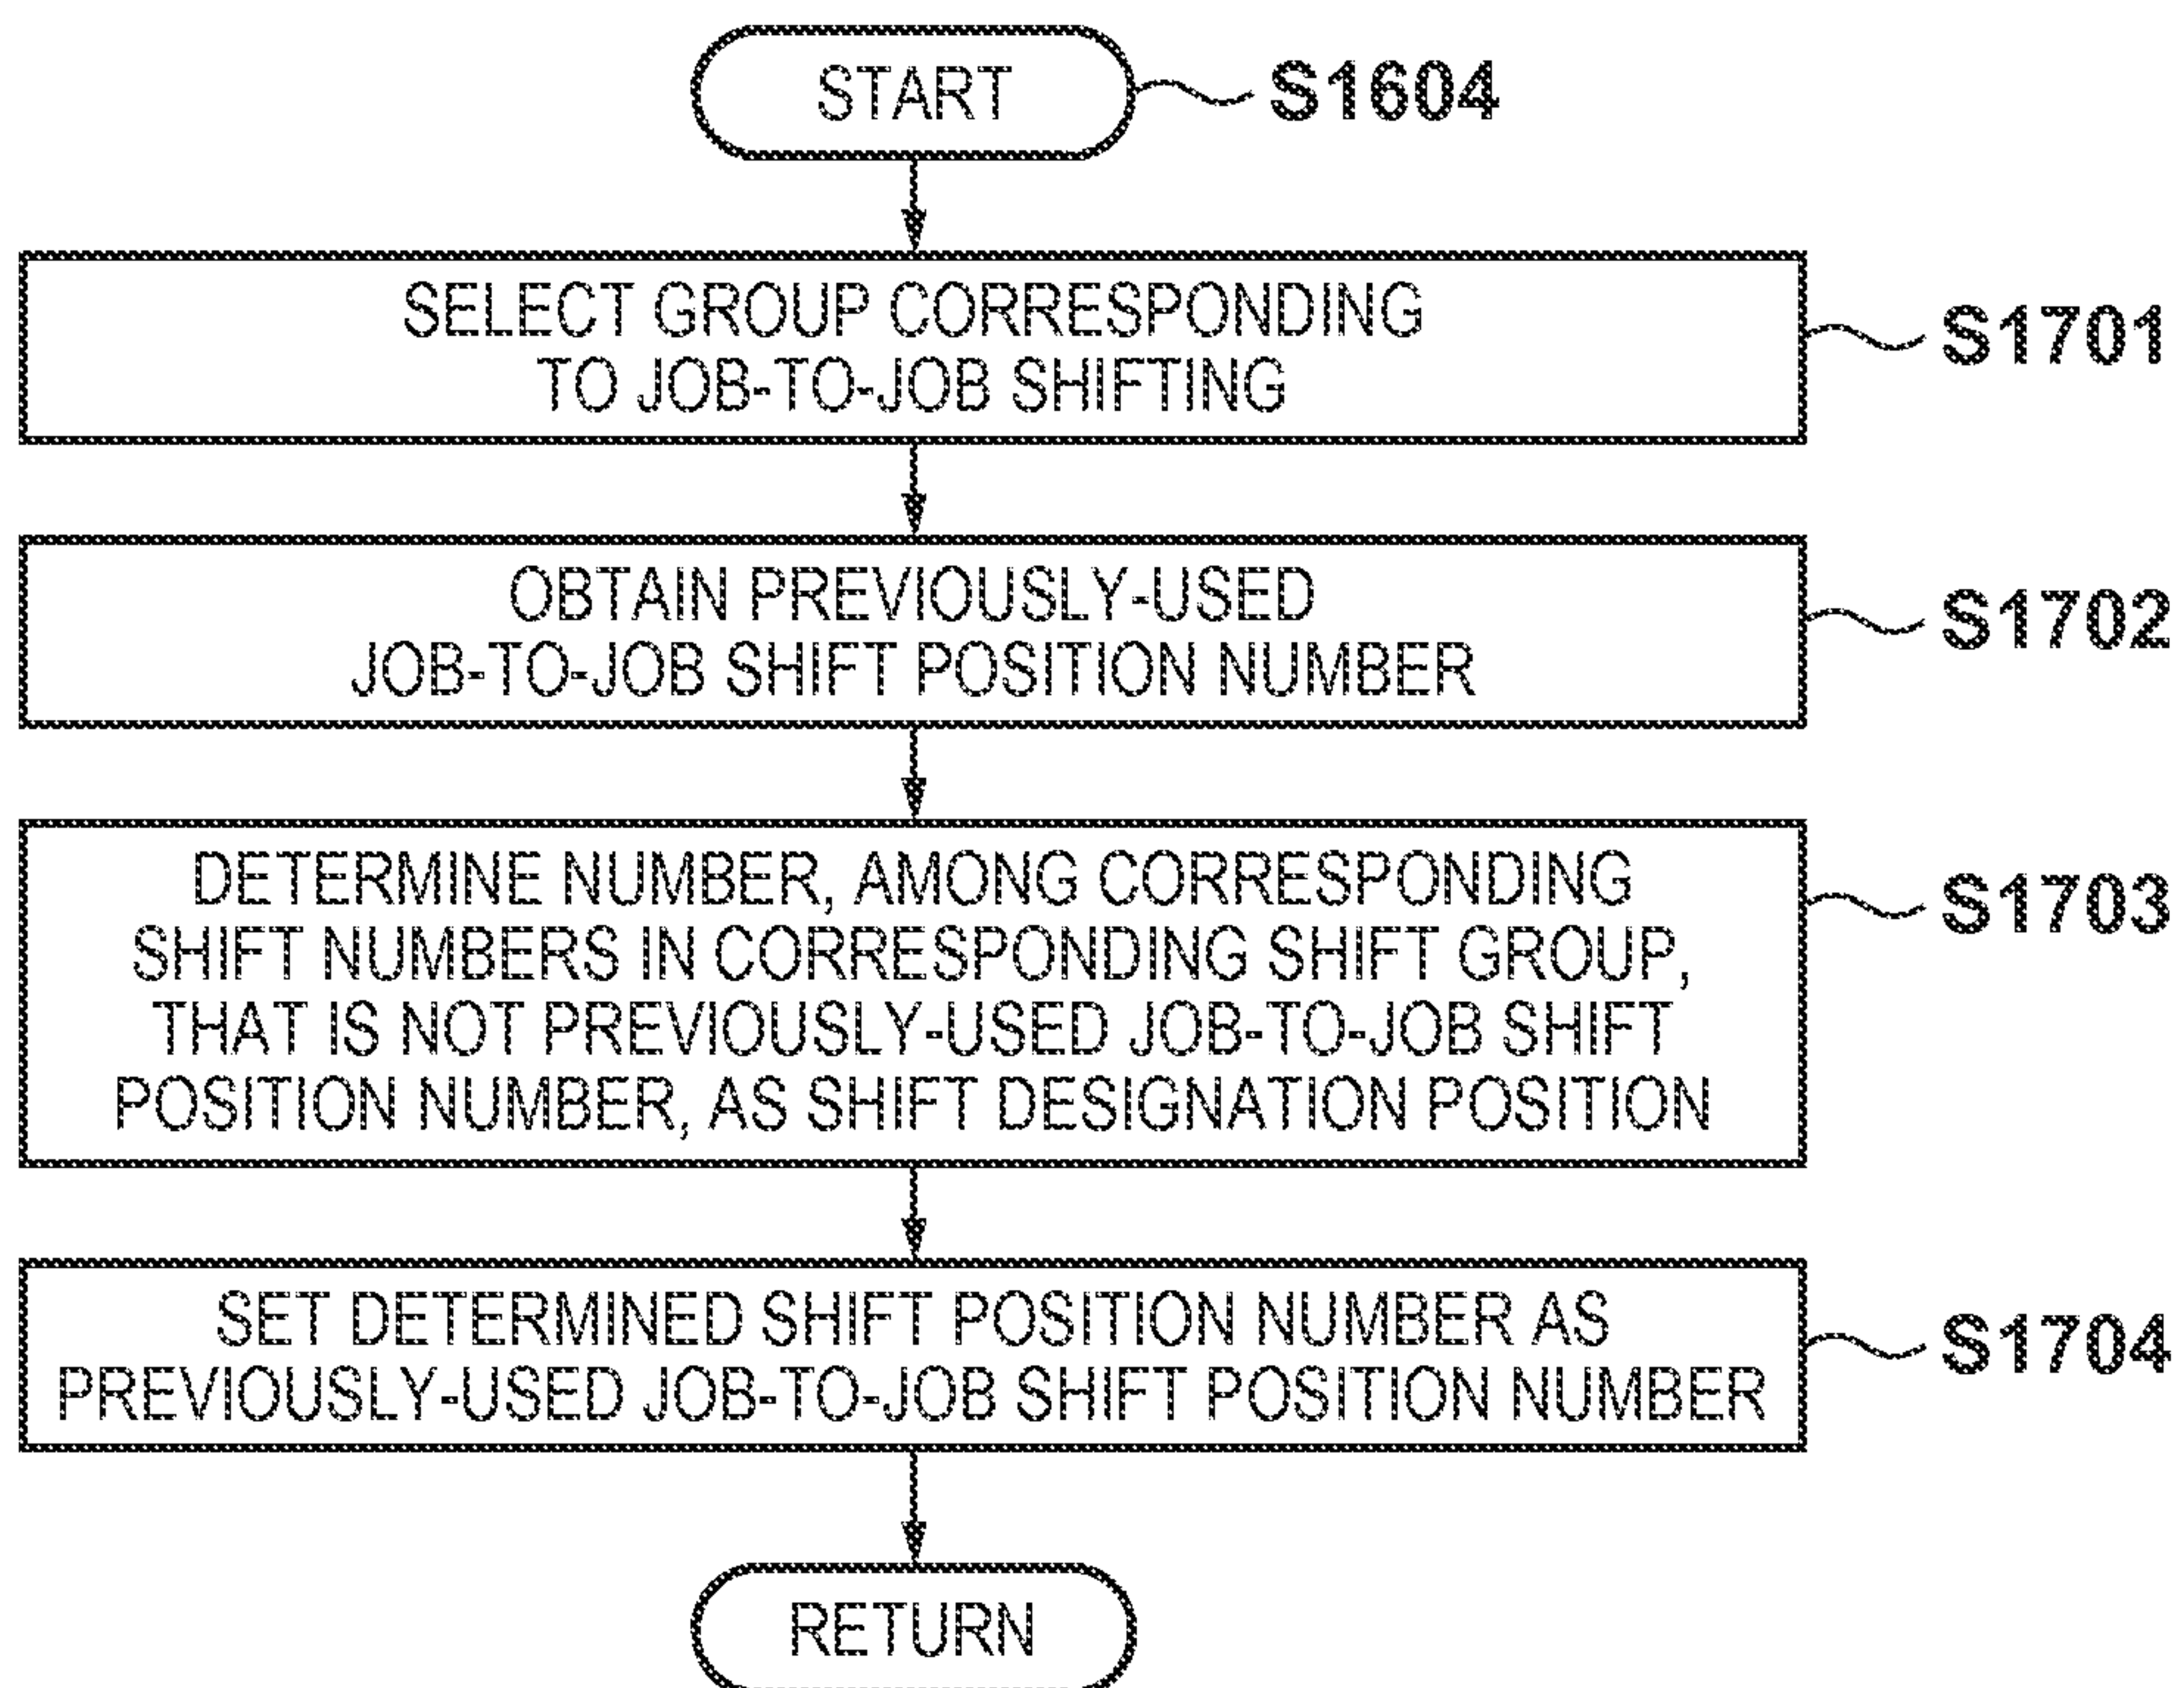 START
S1604
SELECT GROUP CORRESPONDING
TO JOB-TO-JOB SHIFTING
S1701
OBTAIN PREVIOUSLY-USED
JOB-TO-JOB SHIFT POSITION NUMBER
S1702
DETERMINE NUMBER, AMONG CORRESPONDING
SHIFT NUMBERS IN CORRESPONDING SHIFT GROUP,
THAT IS NOT PREVIOUSLY-USED JOB-TO-JOB SHIFT
POSITION NUMBER, AS SHIFT DESIGNATION POSITION
S1703
SET DETERMINED SHIFT POSITION NUMBER AS
PREVIOUSLY-USED JOB-TO-JOB SHIFT POSITION NUMBER
S1704
RETURN